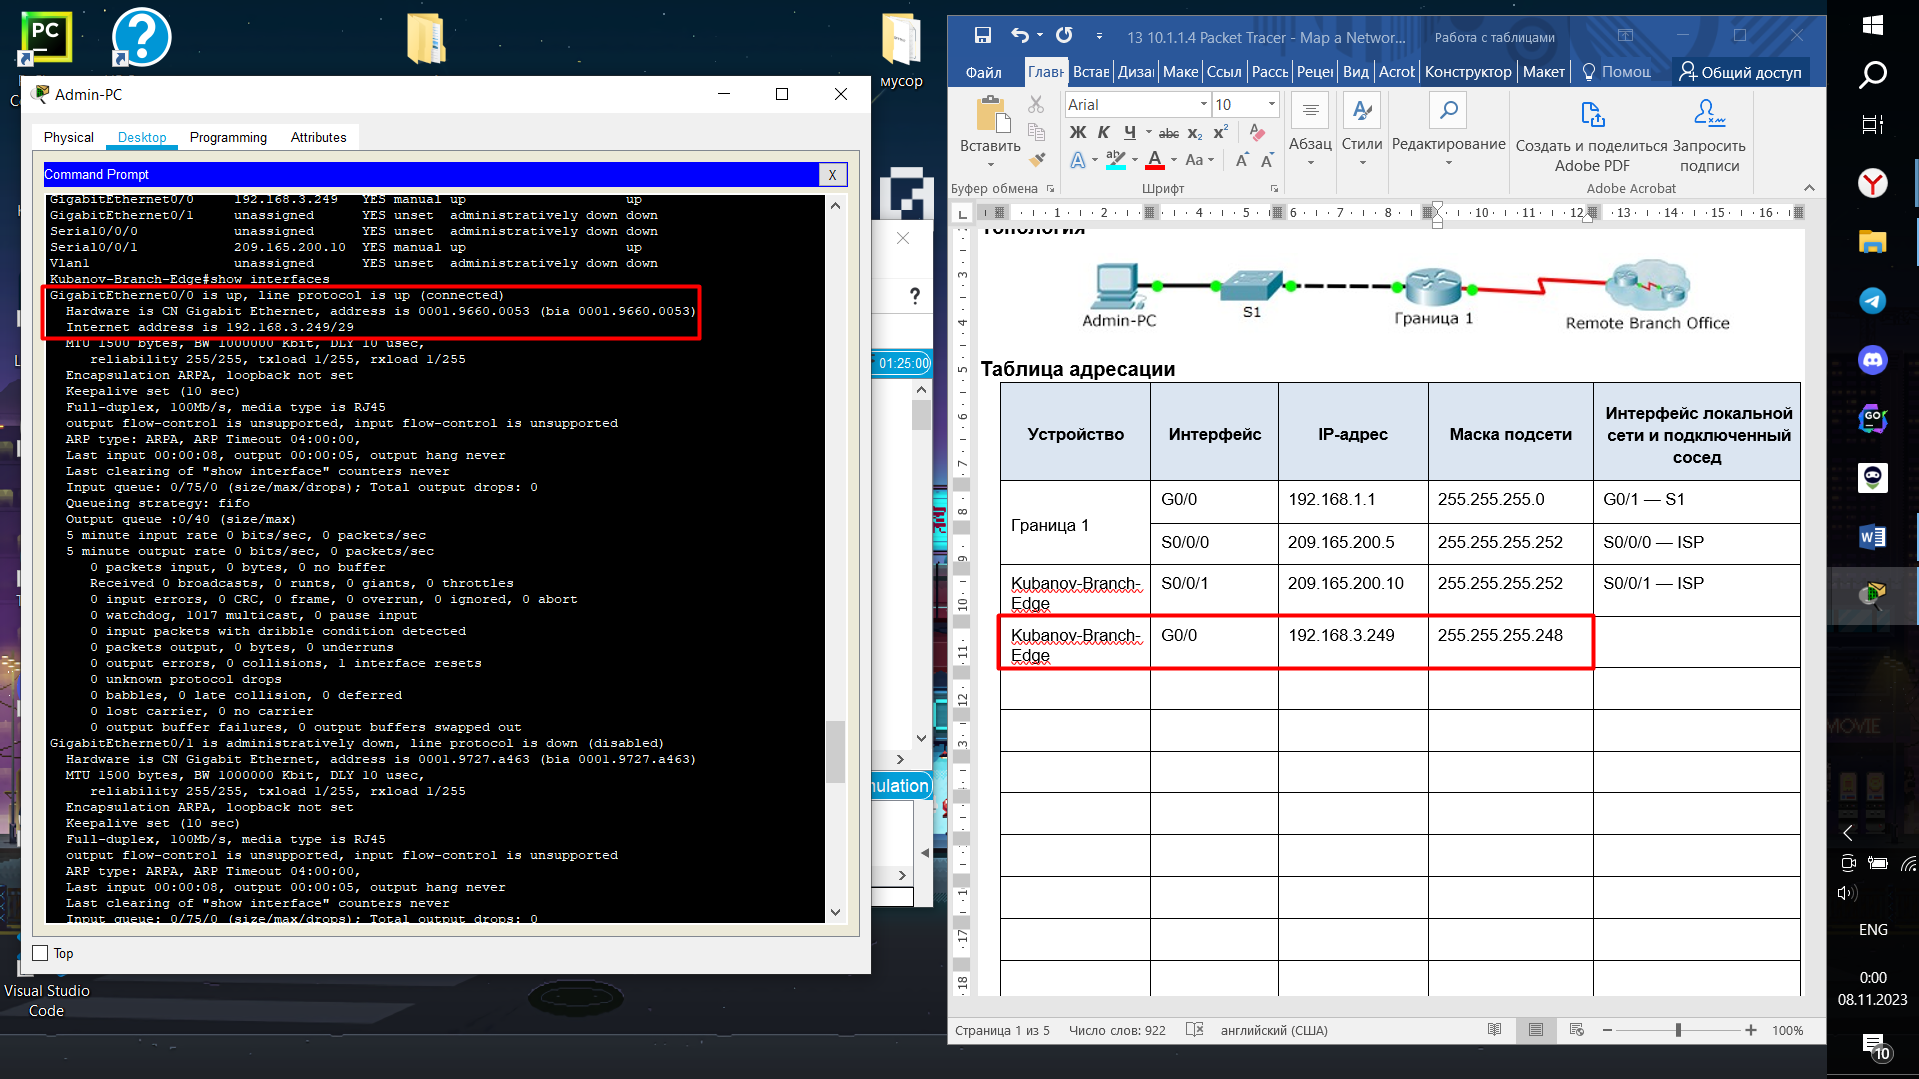 PC
мусор
Admin-PC
Physical Desktop Programming Attributes
Command Prompt
X
GigabitEthernet0/0 192.168.3.249 YES manual up up
GigabitEthernet0/1 unassigned YES unset administratively down down
Serial0/0/0 unassigned YES unset administratively down down
Serial0/0/1 209.165.200.10 YES manual up up
Vlan1 unassigned YES unset administratively down down
Kubanov-Branch-Edge#show interfaces
GigabitEthernet0/0 is up, line protocol is up (connected)
Hardware is CN Gigabit Ethernet, address is 0001.9660.0053 (bia 0001.9660.0053)
Internet address is 192.168.3.249/29
MTU 1500 bytes, BW 1000000 Kbit, DLY 10 usec,
reliability 255/255, txload 1/255, rxload 1/255
Encapsulation ARPA, loopback not set
Keepalive set (10 sec)
Full-duplex, 100Mb/s, media type is RJ45
output flow-control is unsupported, input flow-control is unsupported
ARP type: ARPA, ARP Timeout 04:00:00,
Last input 00:00:08, output 00:00:05, output hang never
Last clearing of "show interface" counters never
Input queue: 0/75/0 (size/max/drops); Total output drops: 0
Queueing strategy: fifo
Output queue :0/40 (size/max)
5 minute input rate 0 bits/sec, 0 packets/sec
5 minute output rate 0 bits/sec, 0 packets/sec
0 packets input, 0 bytes, 0 no buffer
Received 0 broadcasts, 0 runts, 0 giants, 0 throttles
0 input errors, 0 CRC, 0 frame, 0 overrun, 0 ignored, 0 abort
0 watchdog, 1017 multicast, 0 pause input
0 input packets with dribble condition detected
0 packets output, 0 bytes, 0 underruns
0 output errors, 0 collisions, 1 interface resets
0 unknown protocol drops
0 babbles, 0 late collision, 0 deferred
0 lost carrier, 0 no carrier
0 output buffer failures, 0 output buffers swapped out
GigabitEthernet0/1 is administratively down, line protocol is down (disabled)
Hardware is CN Gigabit Ethernet, address is 0001.9727.a463 (bia 0001.9727.a463)
MTU 1500 bytes, BW 1000000 Kbit, DLY 10 usec,
reliability 255/255, txload 1/255, rxload 1/255
Encapsulation ARPA, loopback not set
Keepalive set (10 sec)
Full-duplex, 100Mb/s, media type is RJ45
output flow-control is unsupported, input flow-control is unsupported
ARP type: ARPA, ARP Timeout 04:00:00,
Last input 00:00:08, output 00:00:05, output hang never
Last clearing of "show interface" counters never
Input queue: 0/75/0 (size/max/drops); Total output drops: 0
Top
Visual Studio
Code
?
01:25:00
nulation
13 10.1.1.4 Packet Tracer - Map a Networ... Работа с таблицами
Файл Главн Встав Дизаі Маке Ссыл Рассь Рецен Вид Acrot Конструктор Макет Помощ Общий доступ
Вставить
Буфер обмена
Arial 10
Ж К Ч abc x₂ x²
A ab A Aa A A
Шрифт
Абзац
Стили
Редактирование
Создать и поделиться
Adobe PDF
Запросить
подписи
Adobe Acrobat
1 2 4 5 6 7 8 10 11 12 13 14 15 16
Топология
Admin-PC
S1
Граница 1
Remote Branch Office
Таблица адресации
Устройство Интерфейс IP-адрес Маска подсети Интерфейс локальной сети и подключенный сосед
Граница 1 G0/0 192.168.1.1 255.255.255.0 G0/1 — S1
S0/0/0 209.165.200.5 255.255.255.252 S0/0/0 — ISP
Kubanov-Branch-Edge S0/0/1 209.165.200.10 255.255.255.252 S0/0/1 — ISP
Kubanov-Branch-Edge G0/0 192.168.3.249 255.255.255.248
Страница 1 из 5 Число слов: 922 английский (США) 100%
GO
MOVIE
ENG
0:00
08.11.2023
10